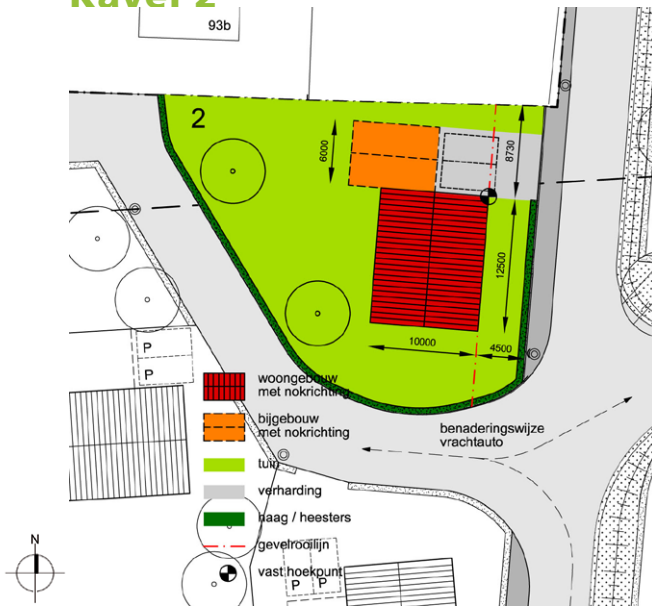 Kavel 2
93b
2
6000
8730
12500
10000
4500
P
P
woongebouw
met nokrichting
bijgebouw
met nokrichting
tuin
verharding
haag / heesters
gevelrooilijn
vast hoekpunt
benaderingswijze
vrachtauto
N
P
P